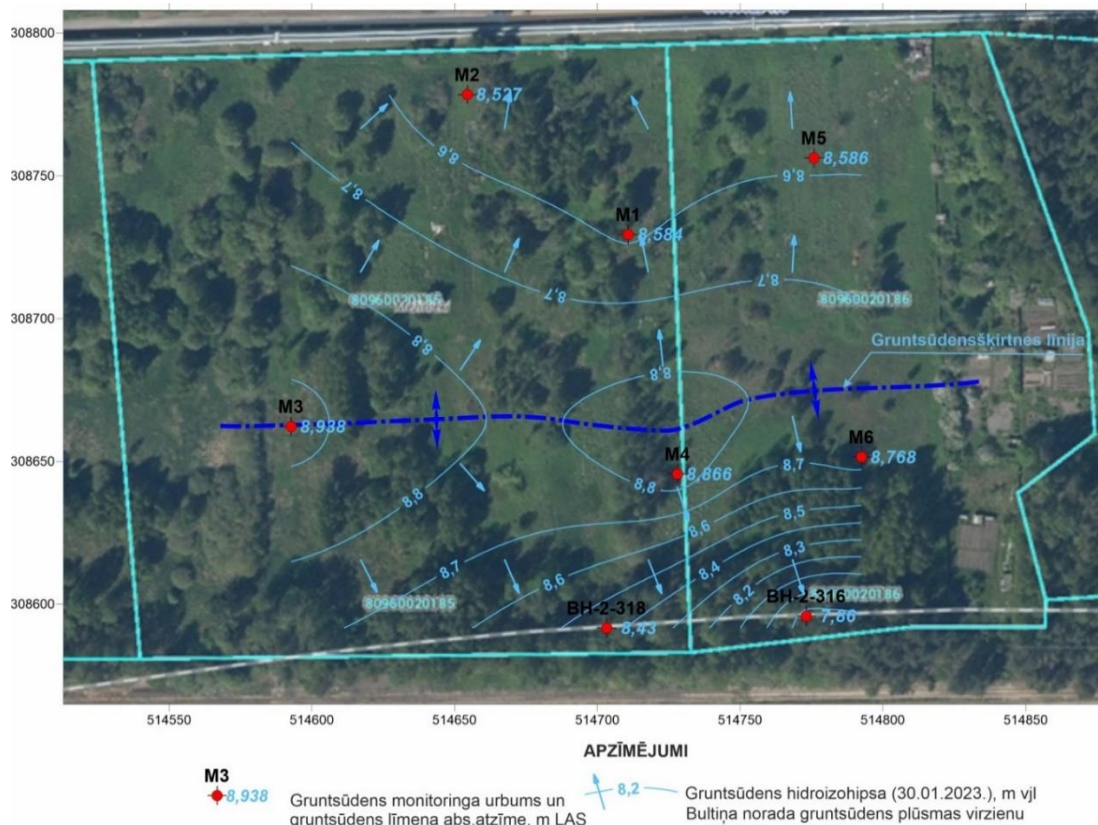 308800
M2
8,527
M5
8,586
8,6
8,6
308750
8,7
M1
8,584
80960020185
8,7
8,7
80960020186
308700
8,8
Gruntsūdensšķirtnes līnija
8,8
M3
8,938
M6
8,768
M4
8,866
308650
8,8
8,8
8,7
8,5
8,6
8,3
8,7
8,6
8,4
8,2
308600
80960020185
BH-2-318
8,43
BH-2-316
7,86
514550
514600
514650
514700
514750
514800
514850
APZĪMĒJUMI
M3
8,938
Gruntsūdens monitoringa urbums un
gruntsūdens līmeņa abs.atzīme, m LAS
8,2
Gruntsūdens hidroizohipsa (30.01.2023.), m vjl
Bultiņa norada gruntsūdens plūsmas virzienu